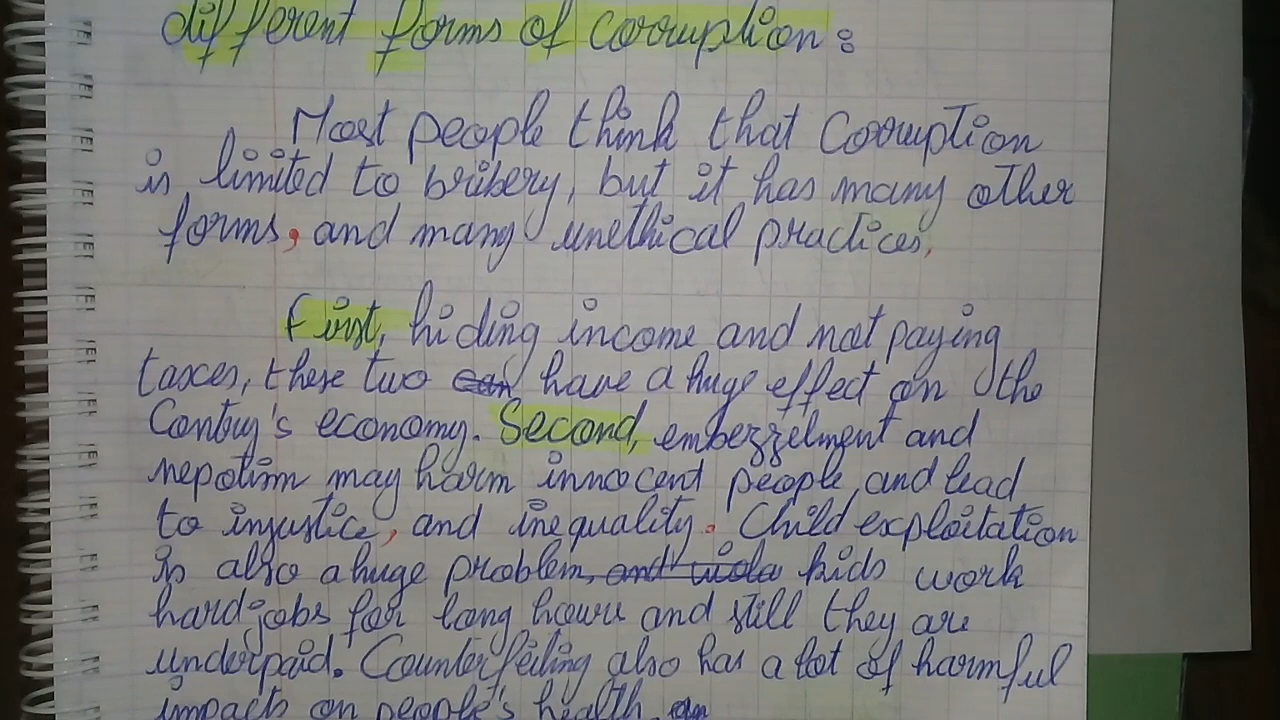 different forms of corruption :
Most people think that Corruption
is limited to bribery, but it has many other
forms, and many unethical practices.
First, hiding income and not paying
taxes, these two can have a huge effect on the
Contry's economy. Second, embezzelment and
nepotism may harm innocent people, and lead
to injustice, and inequality. Child exploitation
is also a huge problem, and kids work
hard jobs for long hours and still they are
underpaid. Counterfeiting also has a lot of harmful
impacts on people's health.